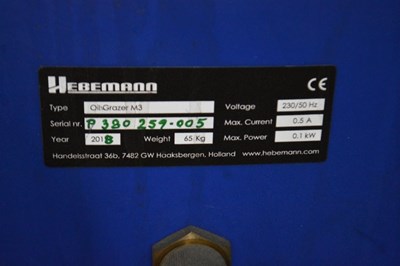 HEBEMANN CE
Type OilGrazer M3 Voltage 230/50 Hz
Serial nr. P380 259-005 Max. Current 0.5 A
Year 2018 Weight 65 Kg Max. Power 0,1 kW
Handelsstraat 36b, 7482 GW Haaksbergen, Holland www.hebemann.com